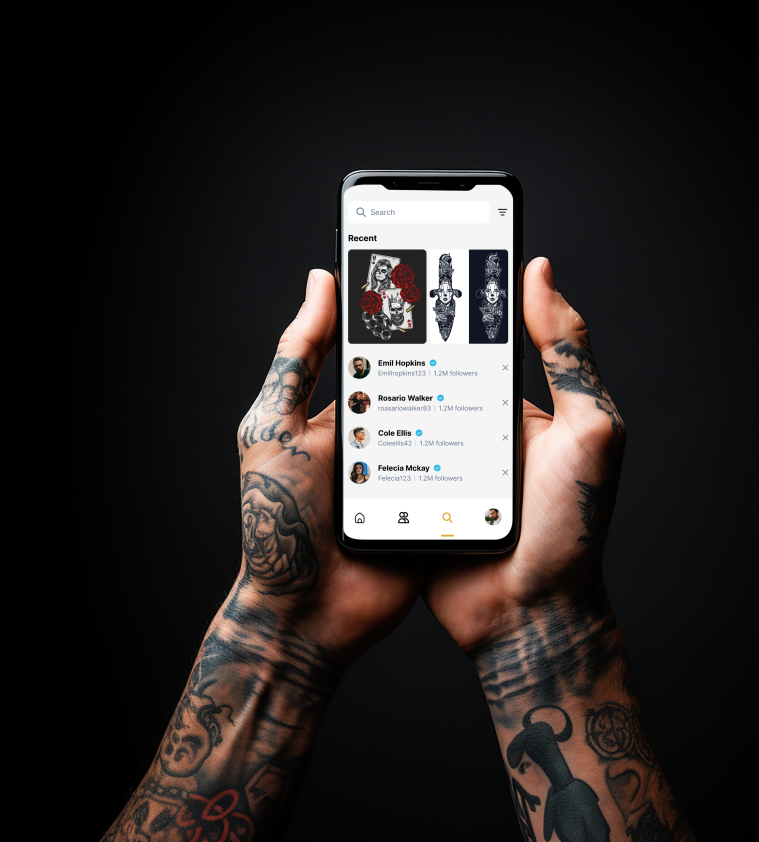 Search
Recent
Emil Hopkins
Emilhopkins123 | 1.2M followers
Rosario Walker
roasariowalker83 | 1.2M followers
Cole Ellis
Coleellis42 | 1.2M followers
Felecia Mckay
Felecia123 | 1.2M followers